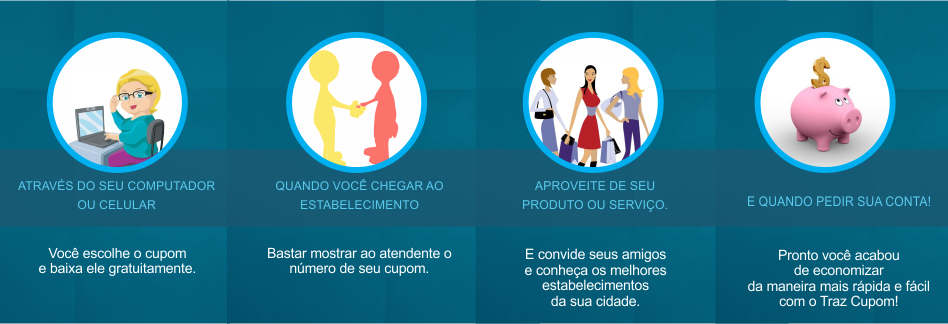 ATRAVÉS DO SEU COMPUTADOR
OU CELULAR
Você escolhe o cupom
e baixa ele gratuitamente.
QUANDO VOCÊ CHEGAR AO
ESTABELECIMENTO
Bastar mostrar ao atendente o
número de seu cupom.
APROVEITE DE SEU
PRODUTO OU SERVIÇO.
E convide seus amigos
e conheça os melhores
estabelecimentos
da sua cidade.
E QUANDO PEDIR SUA CONTA!
Pronto você acabou
de economizar
da maneira mais rápida e fácil
com o Traz Cupom!